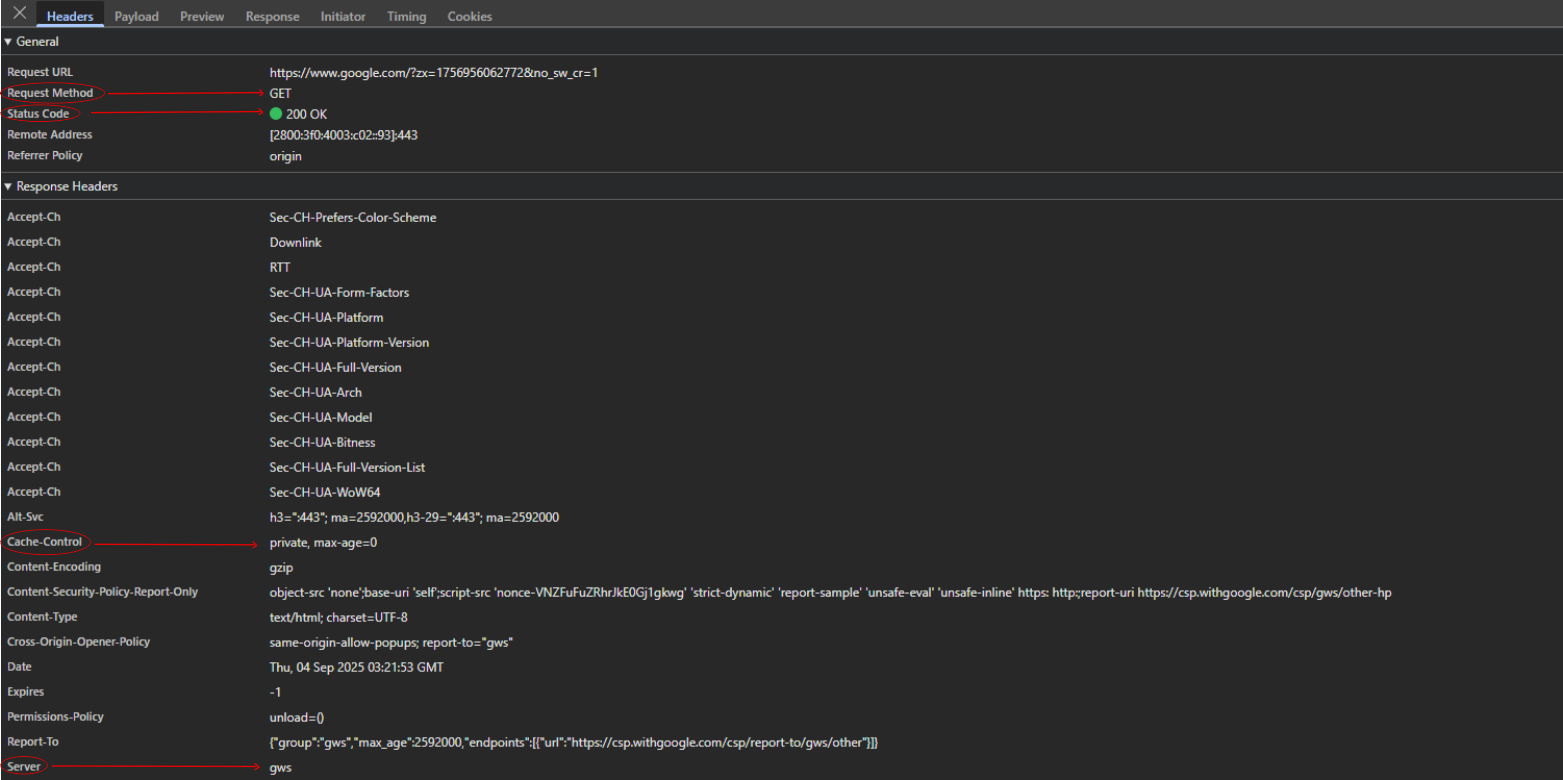 Headers Payload Preview Response Initiator Timing Cookies
▼ General
Request URL https://www.google.com/?zx=1756956062772&no_sw_cr=1
Request Method GET
Status Code 200 OK
Remote Address [2800:3f0:4003:c02::93]:443
Referrer Policy origin
▼ Response Headers
Accept-Ch Sec-CH-Prefers-Color-Scheme
Accept-Ch Downlink
Accept-Ch RTT
Accept-Ch Sec-CH-UA-Form-Factors
Accept-Ch Sec-CH-UA-Platform
Accept-Ch Sec-CH-UA-Platform-Version
Accept-Ch Sec-CH-UA-Full-Version
Accept-Ch Sec-CH-UA-Arch
Accept-Ch Sec-CH-UA-Model
Accept-Ch Sec-CH-UA-Bitness
Accept-Ch Sec-CH-UA-Full-Version-List
Accept-Ch Sec-CH-UA-WoW64
Alt-Svc h3=":443"; ma=2592000,h3-29=":443"; ma=2592000
Cache-Control private, max-age=0
Content-Encoding gzip
Content-Security-Policy-Report-Only object-src 'none';base-uri 'self';script-src 'nonce-VNZFuFuZRhrJkE0Gj1gkwg' 'strict-dynamic' 'report-sample' 'unsafe-eval' 'unsafe-inline' https: http:;report-uri https://csp.withgoogle.com/csp/gws/other-hp
Content-Type text/html; charset=UTF-8
Cross-Origin-Opener-Policy same-origin-allow-popups; report-to="gws"
Date Thu, 04 Sep 2025 03:21:53 GMT
Expires -1
Permissions-Policy unload=()
Report-To {"group":"gws","max_age":2592000,"endpoints":[{"url":"https://csp.withgoogle.com/csp/report-to/gws/other"}]}
Server gws